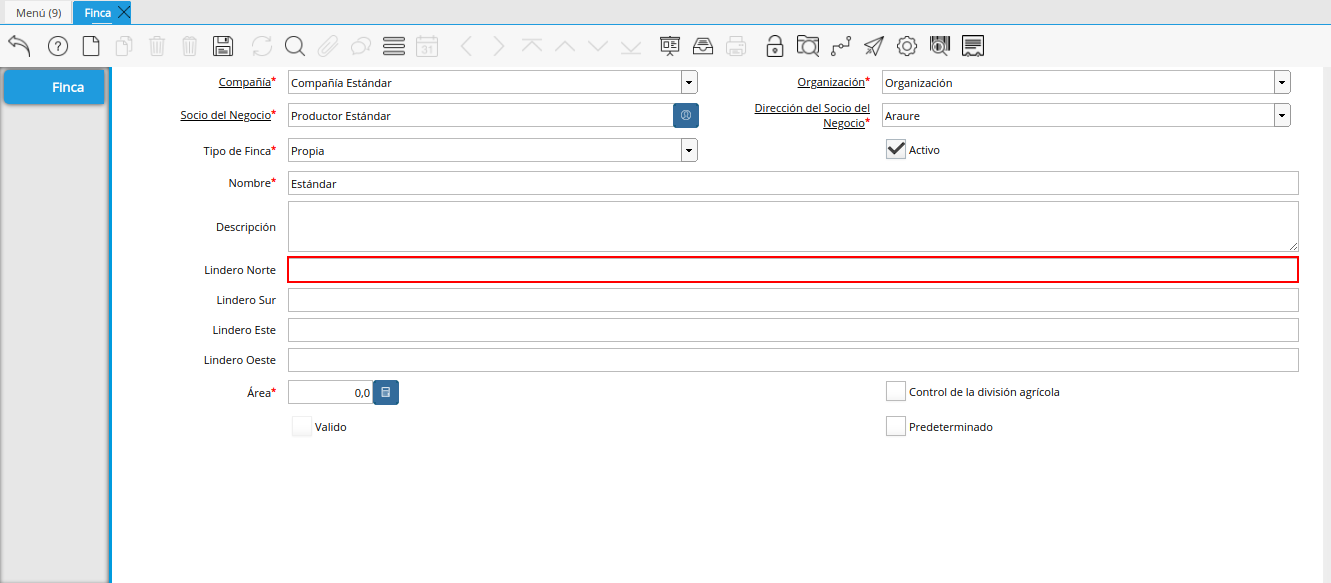 Menú (9) Finca
31
Finca
Compañía* Compañía Estándar Organización* Organización
Socio del Negocio* Productor Estándar Dirección del Socio del Negocio* Araure
Tipo de Finca* Propia Activo
Nombre* Estándar
Descripción
Lindero Norte
Lindero Sur
Lindero Este
Lindero Oeste
Área* 0,0 Control de la división agrícola
Valido Predeterminado